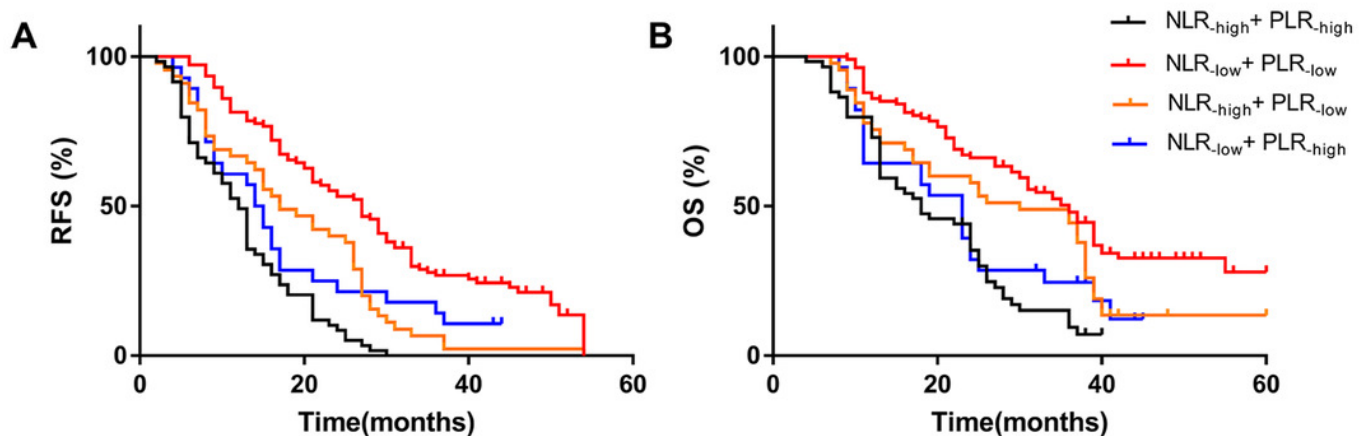 A
RFS (%)
100
50
0
0 20 40 60
Time(months)
B
OS (%)
100
50
0
0 20 40 60
Time(months)
NLR-high+ PLR-high
NLR-low+ PLR-low
NLR-high+ PLR-low
NLR-low+ PLR-high